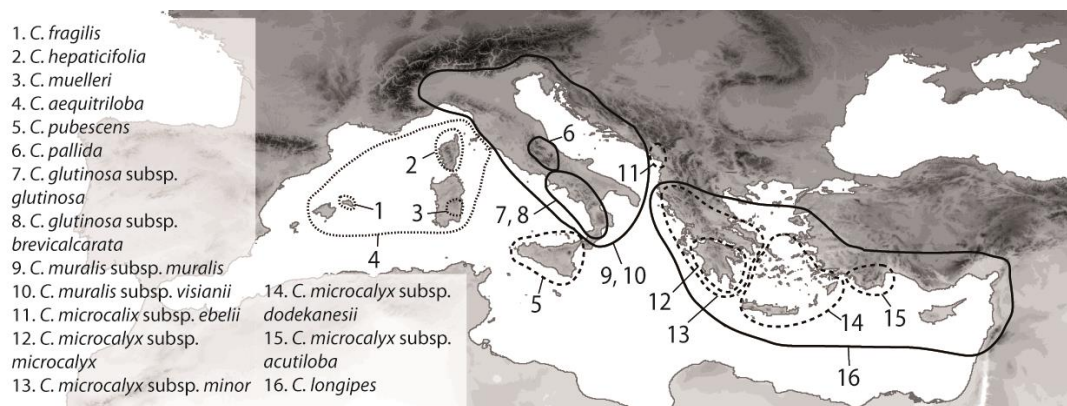 1. C. fragilis
2. C. hepaticifolia
3. C. muelleri
4. C. aequitriloba
5. C. pubescens
6. C. pallida
7. C. glutinosa subsp.
glutinosa
8. C. glutinosa subsp.
brevicalcarata
9. C. muralis subsp. muralis
10. C. muralis subsp. visianii
11. C. microcalix subsp. ebelii
12. C. microcalyx subsp.
microcalyx
13. C. microcalyx subsp. minor
14. C. microcalyx subsp.
dodekanesii
15. C. microcalyx subsp.
acutiloba
16. C. longipes
6
2
11
1
3
7, 8
4
5
9, 10
12
13
14
15
16